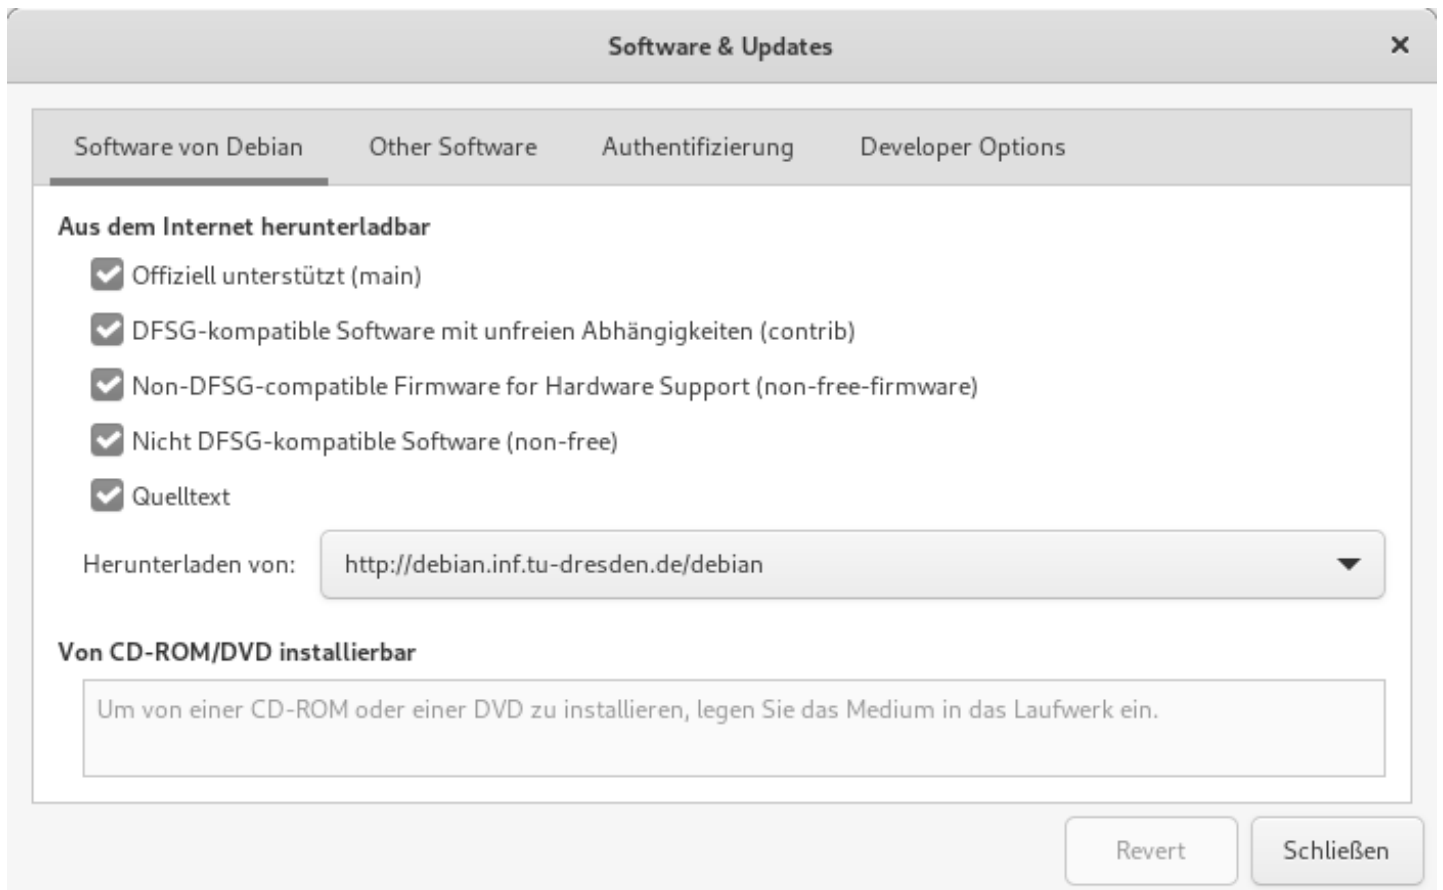 Software & Updates
Software von Debian Other Software Authentifizierung Developer Options
Aus dem Internet herunterladbar
Offiziell unterstützt (main)
DFSG-kompatible Software mit unfreien Abhängigkeiten (contrib)
Non-DFSG-compatible Firmware for Hardware Support (non-free-firmware)
Nicht DFSG-kompatible Software (non-free)
Quelltext
Herunterladen von: http://debian.inf.tu-dresden.de/debian
Von CD-ROM/DVD installierbar
Um von einer CD-ROM oder einer DVD zu installieren, legen Sie das Medium in das Laufwerk ein.
Revert Schließen